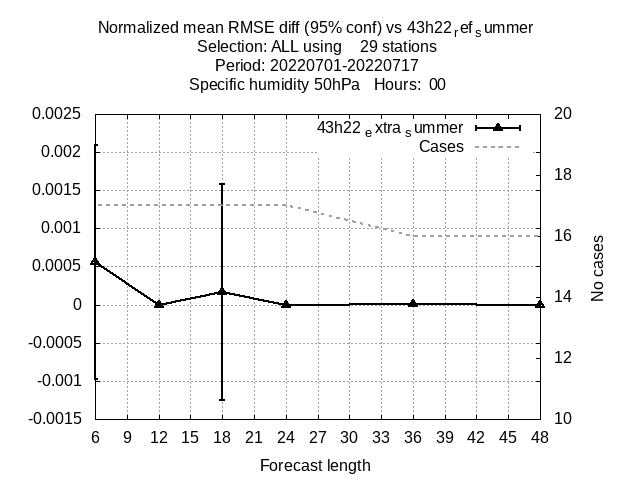 Normalized mean RMSE diff (95% conf) vs 43h22refsummer
Selection: ALL using    29 stations
Period: 20220701-20220717
Specific humidity 50hPa   Hours:  00
43h22extrasummer
Cases
0.0025
0.002
0.0015
0.001
0.0005
0
-0.0005
-0.001
-0.0015
20
18
16
14
12
10
No cases
6 9 12 15 18 21 24 27 30 33 36 39 42 45 48
Forecast length